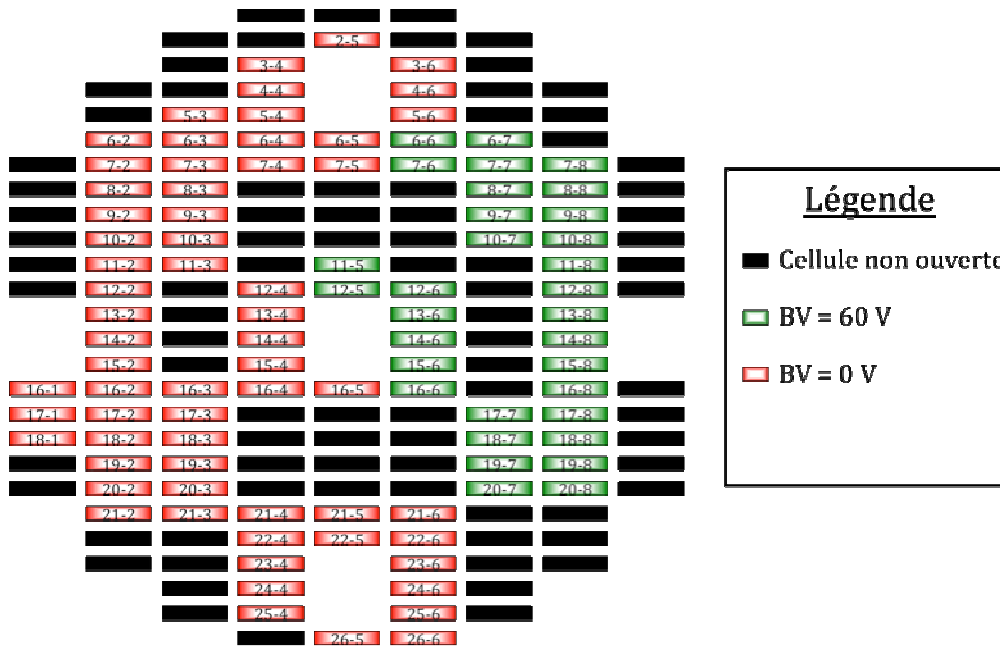 2-5
3-4 3-6
4-4 4-6
5-3 5-4 5-6
6-2 6-3 6-4 6-5 6-6 6-7
7-2 7-3 7-4 7-5 7-6 7-7 7-8
8-2 8-3 8-7 8-8
9-2 9-3 9-7 9-8
10-2 10-3 10-7 10-8
11-2 11-3 11-5 11-8
12-2 12-4 12-5 12-6 12-8
13-2 13-4 13-6 13-8
14-2 14-4 14-6 14-8
15-2 15-4 15-6 15-8
16-1 16-2 16-3 16-4 16-5 16-6 16-8
17-1 17-2 17-3 17-7 17-8
18-1 18-2 18-3 18-7 18-8
19-2 19-3 19-7 19-8
20-2 20-3 20-7 20-8
21-2 21-3 21-4 21-5 21-6
22-4 22-5 22-6
23-4 23-6
24-4 24-6
25-4 25-6
26-5 26-6
Légende
Cellule non ouverte
BV = 60 V
BV = 0 V